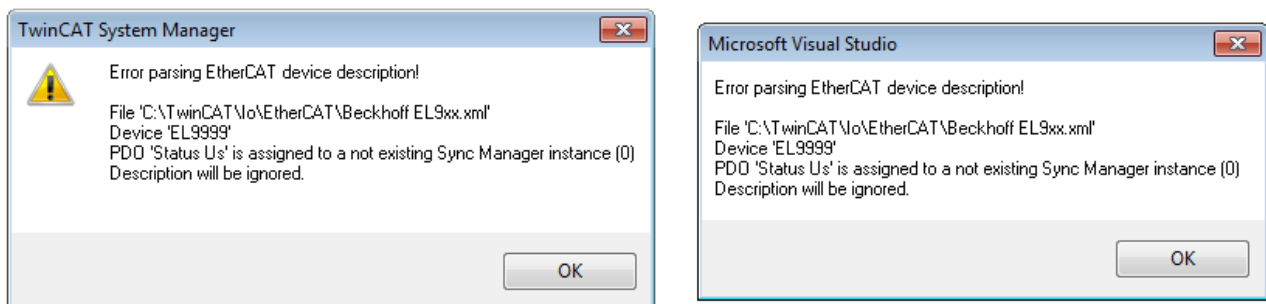 TwinCAT System Manager
Error parsing EtherCAT device description!
File 'C:\TwinCAT\Io\EtherCAT\Beckhoff EL9xx.xml'
Device 'EL9999'
PDO 'Status Us' is assigned to a not existing Sync Manager instance (0)
Description will be ignored.
OK
Microsoft Visual Studio
Error parsing EtherCAT device description!
File 'C:\TwinCAT\Io\EtherCAT\Beckhoff EL9xx.xml'
Device 'EL9999'
PDO 'Status Us' is assigned to a not existing Sync Manager instance (0)
Description will be ignored.
OK